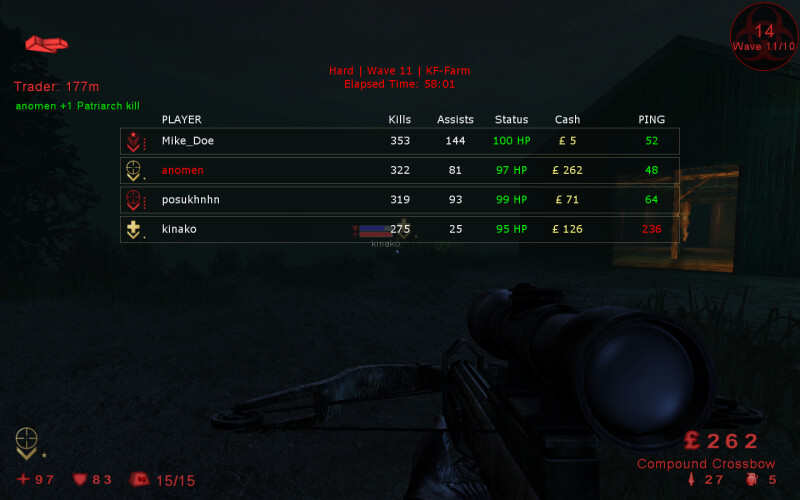 14
Wave 11/10
Hard | Wave 11 | KF-Farm
Elapsed Time: 58:01
Trader: 177m
anomen +1 Patriarch kill
PLAYER Kills Assists Status Cash PING
Mike_Doe 353 144 100 HP £ 5 52
anomen 322 81 97 HP £ 262 48
posukhnhn 319 93 99 HP £ 71 64
kinako 275 25 95 HP £ 126 236
kinako
£262
Compound Crossbow
97 83 15/15 27 5